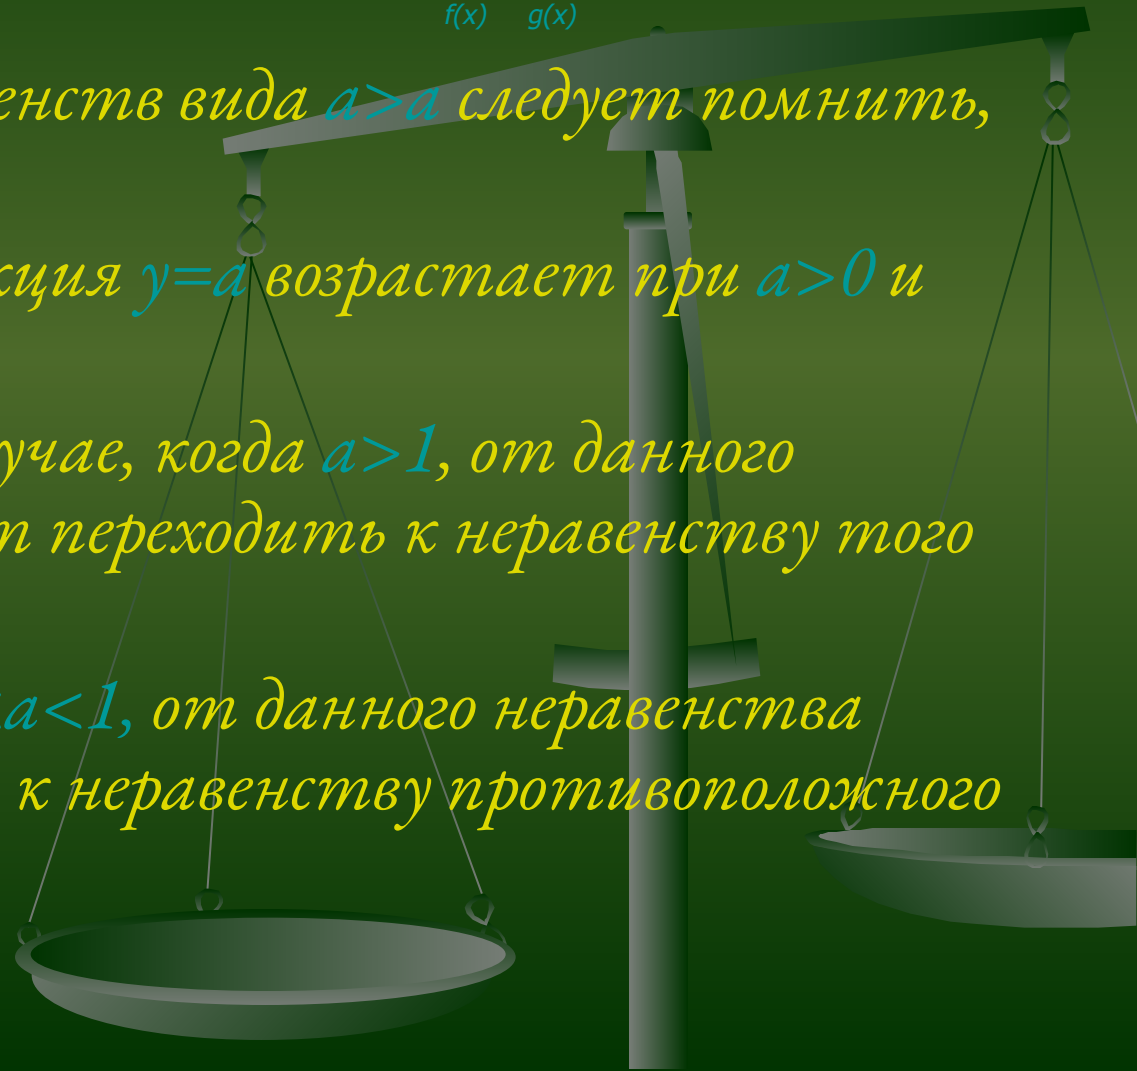 f(x) g(x)
енств вида a>a следует помнить,
кция y=a возрастает при a>0 и
учае, когда a>1, от данного
т переходить к неравенству того
a<1, от данного неравенства
к неравенству противоположного